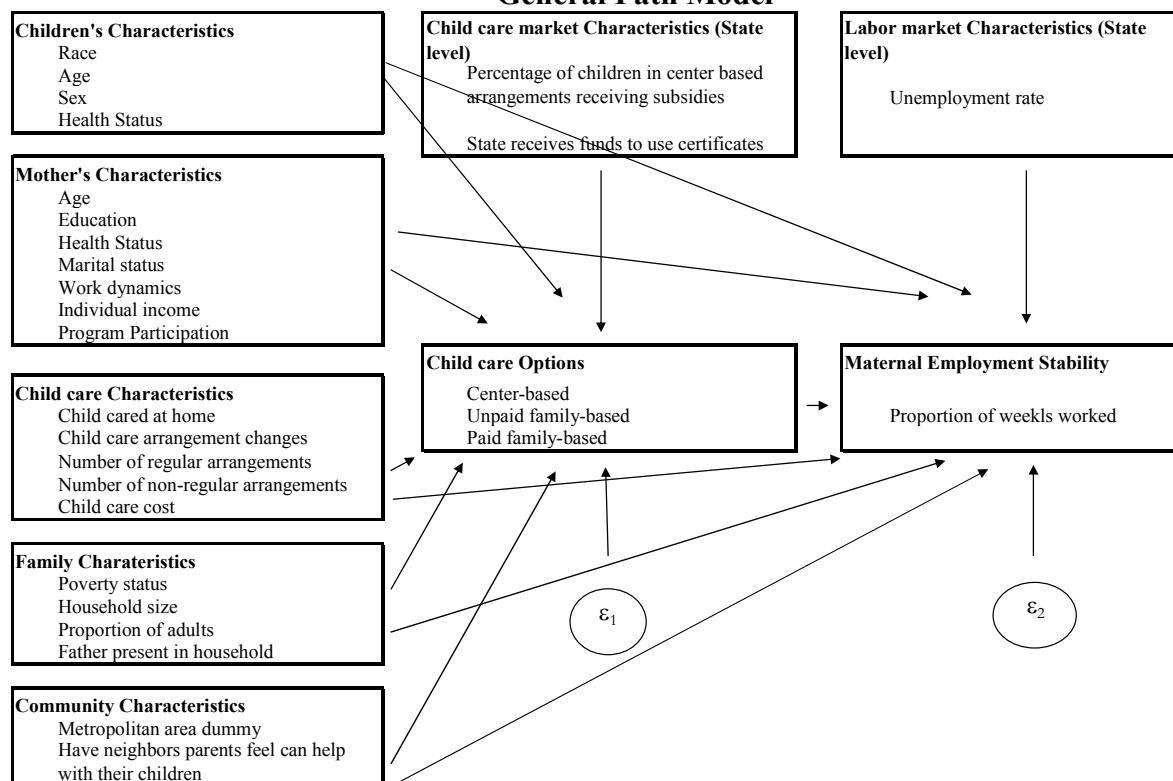 General Path Model
Children's Characteristics
Race
Age
Sex
Health Status
Child care market Characteristics (State
level)
Percentage of children in center based
arrangements receiving subsidies
State receives funds to use certificates
Labor market Characteristics (State
level)
Unemployment rate
Mother's Characteristics
Age
Education
Health Status
Marital status
Work dynamics
Individual income
Program Participation
Child care Options
Center-based
Unpaid family-based
Paid family-based
Maternal Employment Stability
Proportion of weekls worked
Child care Characteristics
Child cared at home
Child care arrangement changes
Number of regular arrangements
Number of non-regular arrangements
Child care cost
Family Charateristics
Poverty status
Household size
Proportion of adults
Father present in household
ε1
ε2
Community Characteristics
Metropolitan area dummy
Have neighbors parents feel can help
with their children